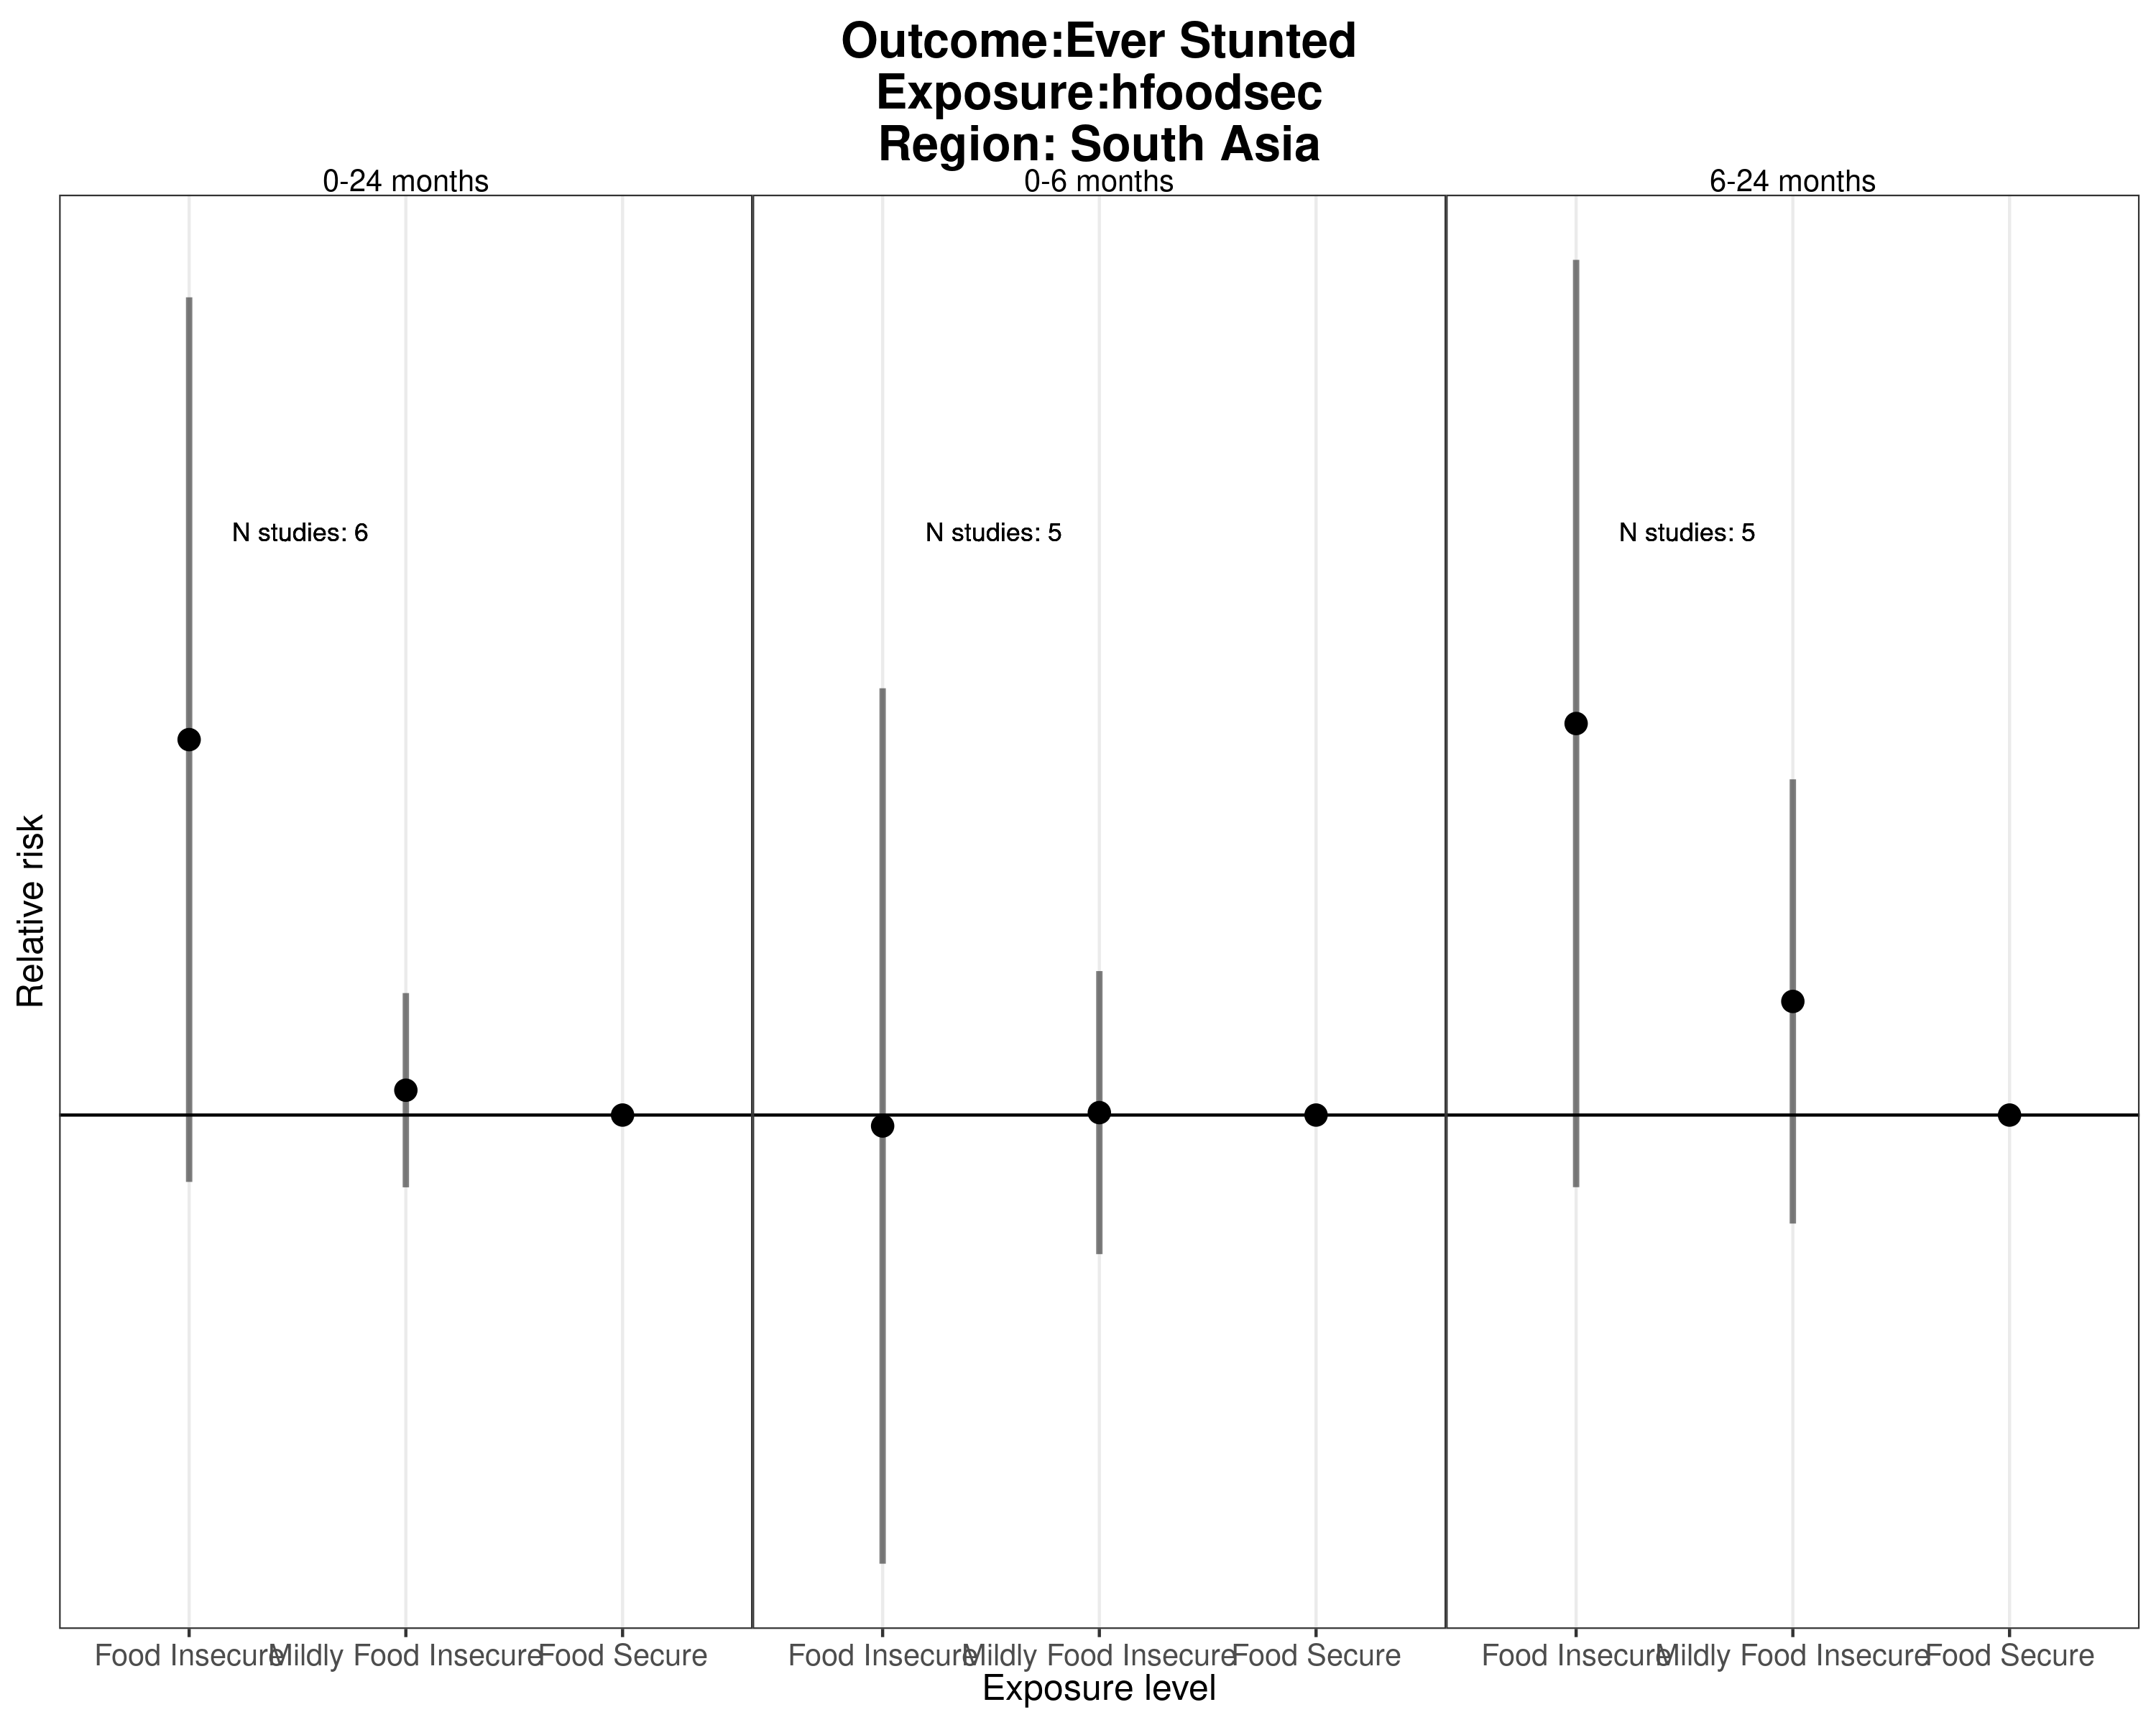 Outcome:Ever Stunted
Exposure:hfoodsec
Region: South Asia
0-24 months
0-6 months
6-24 months
N studies: 6
N studies: 5
N studies: 5
Relative risk
Food Insecure
Mildly Food Insecure
Food Secure
Food Insecure
Mildly Food Insecure
Food Secure
Food Insecure
Mildly Food Insecure
Food Secure
Exposure level